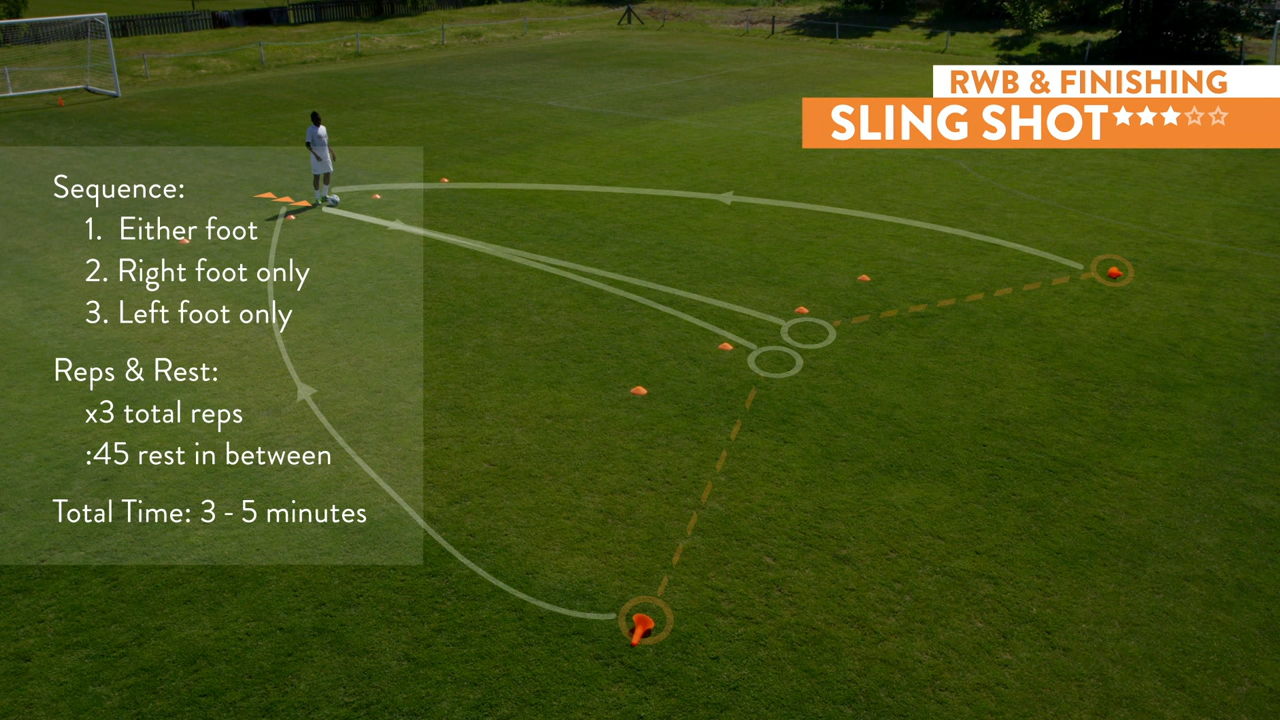 RWB & FINISHING
SLING SHOT
Sequence:
1. Either foot
2. Right foot only
3. Left foot only
Reps & Rest:
x3 total reps
:45 rest in between
Total Time: 3 - 5 minutes